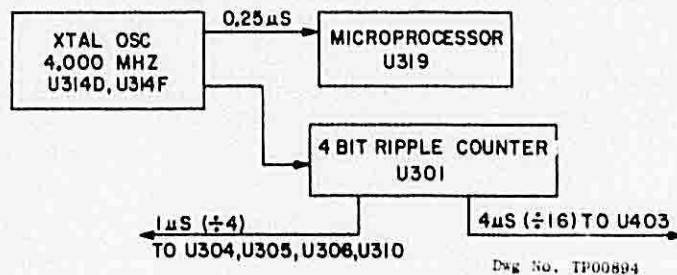 XTAL OSC
4.000 MHZ
U314D, U314F
0.25µS
MICROPROCESSOR
U319
4 BIT RIPPLE COUNTER
U301
1µS (÷4)
TO U304, U305, U306, U310
4µS (÷16) TO U403
Dwg No. TP00894